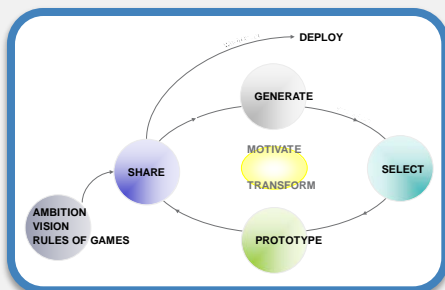 DEPLOY
GENERATE
MOTIVATE
TRANSFORM
SHARE
SELECT
AMBITION
VISION
RULES OF GAMES
PROTOTYPE